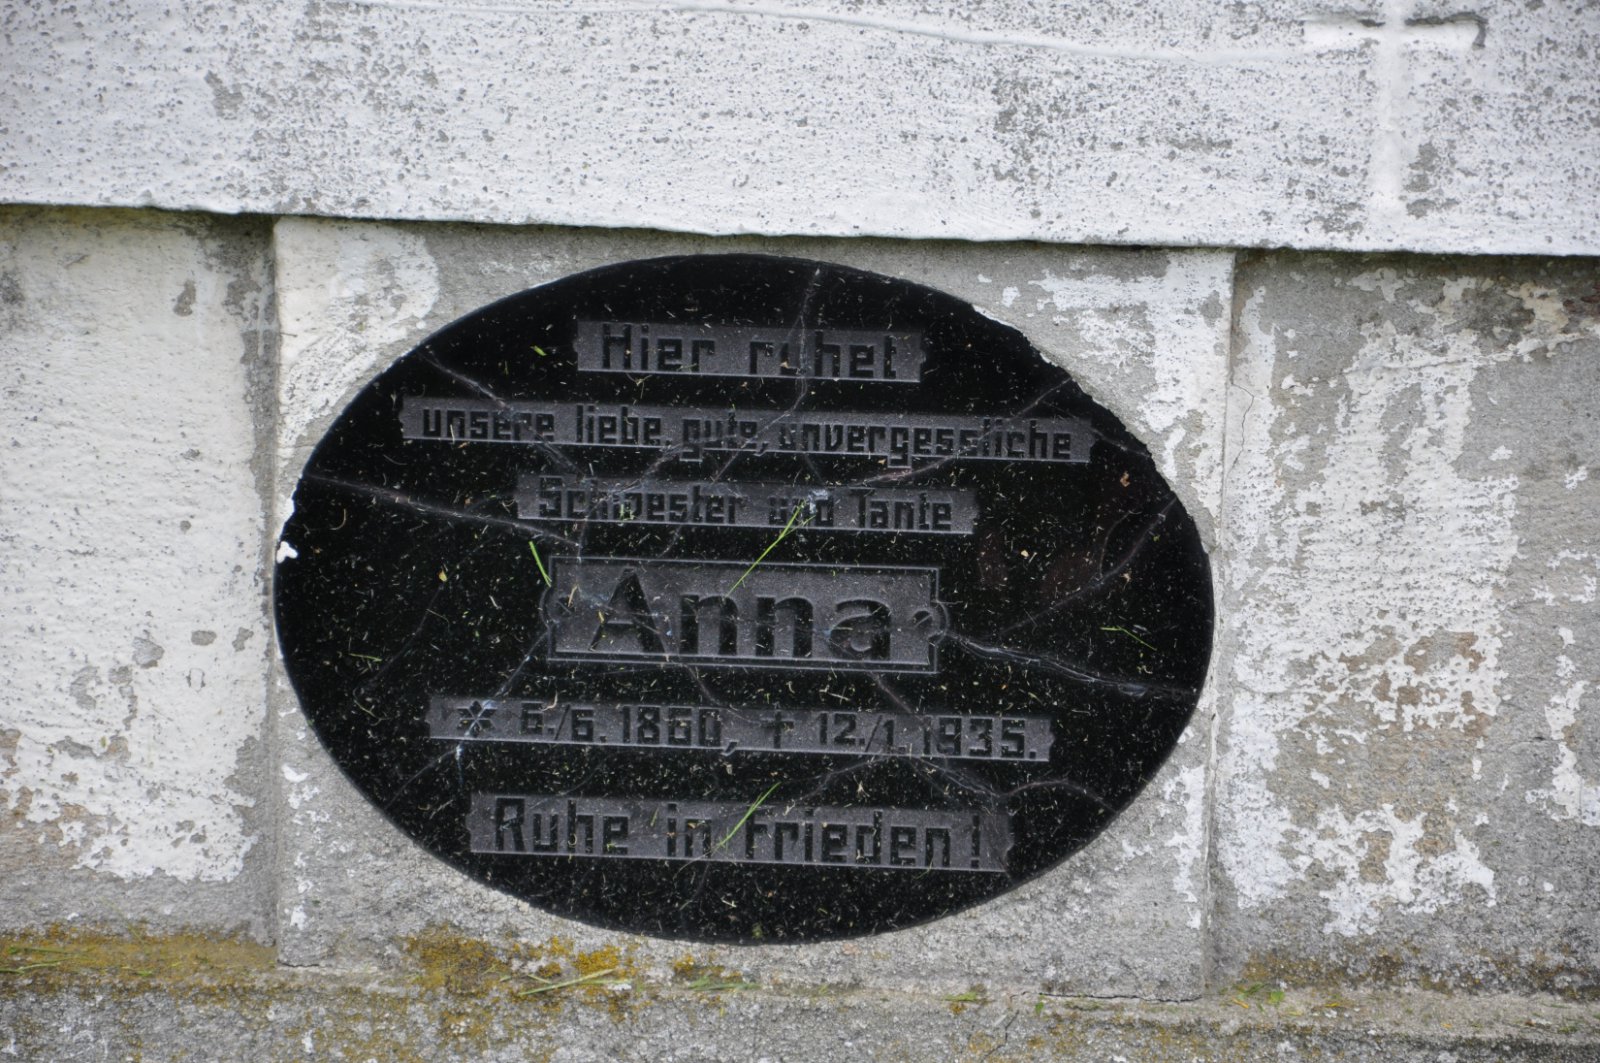 Hier ruhet
unsere liebe, gute, unvergessliche
Schwester und Tante
Anna
* 6./6. 1860, + 12./1. 1935.
Ruhe in Frieden!